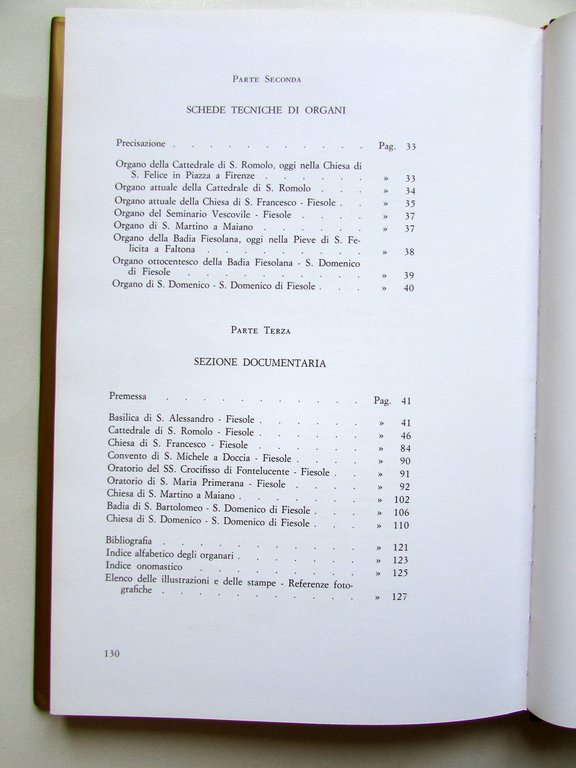 PARTE SECONDA
SCHEDE TECNICHE DI ORGANI
Precisazione . . . . . . . . . . . Pag. 33
Organo della Cattedrale di S. Romolo, oggi nella Chiesa di
S. Felice in Piazza a Firenze . . . . . . » 33
Organo attuale della Cattedrale di S. Romolo . . . . » 34
Organo attuale della Chiesa di S. Francesco - Fiesole . . » 35
Organo del Seminario Vescovile - Fiesole . . . . . » 37
Organo di S. Martino a Maiano . . . . . . . » 37
Organo della Badia Fiesolana, oggi nella Pieve di S. Fe-
licita a Faltona . . . . . . . . . » 38
Organo ottocentesco della Badia Fiesolana - S. Domenico
di Fiesole . . . . . . . . . . » 39
Organo di S. Domenico - S. Domenico di Fiesole . . . » 40
PARTE TERZA
SEZIONE DOCUMENTARIA
Premessa . . . . . . . . . . . . Pag. 41
Basilica di S. Alessandro - Fiesole . . . . . . » 41
Cattedrale di S. Romolo - Fiesole . . . . . . » 46
Chiesa di S. Francesco - Fiesole . . . . . . » 84
Convento di S. Michele a Doccia - Fiesole . . . . » 90
Oratorio del SS. Crocifisso di Fontelucente - Fiesole . . » 91
Oratorio di S. Maria Primerana - Fiesole . . . . » 92
Chiesa di S. Martino a Maiano . . . . . . . » 102
Badia di S. Bartolomeo - S. Domenico di Fiesole . . . » 106
Chiesa di S. Domenico - S. Domenico di Fiesole . . . » 110
Bibliografia . . . . . . . . . . . » 121
Indice alfabetico degli organari . . . . . . . » 123
Indice onomastico . . . . . . . . . . » 125
Elenco delle illustrazioni e delle stampe - Referenze foto-
grafiche . . . . . . . . . . . » 127
130